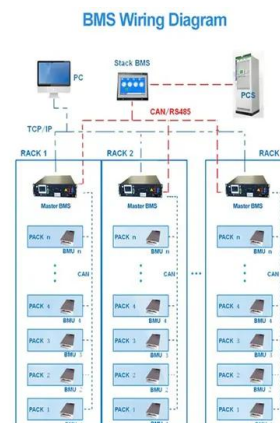 BMS Wiring Diagram
PC
Stack BMS
PCS
CAN/RS485
TCP/IP
RACK 1
RACK 2
RACK
Master BMS
Master BMS
Master BMS
PACK n
BMU n
PACK n
BMU n
PACK n
BMU n
CAN
CAN
CAN
PACK 4
BMU 4
PACK 4
BMU 4
PACK 4
BMU 4
PACK 3
BMU 3
PACK 3
BMU 3
PACK 3
BMU 3
PACK 2
BMU 2
PACK 2
BMU 2
PACK 2
BMU 2
PACK 1
PACK 1
PACK 1